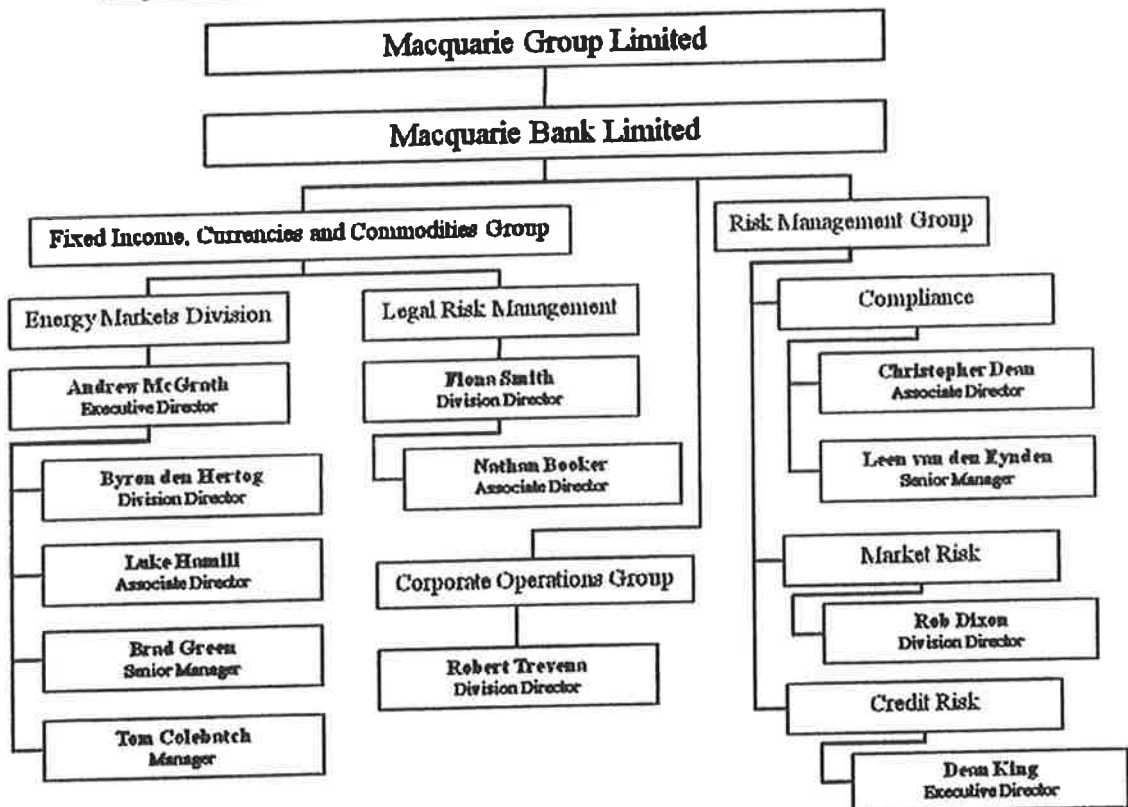 Macquarie Group Limited
Macquarie Bank Limited
Fixed Income, Currencies and Commodities Group
Risk Management Group
Energy Markets Division
Legal Risk Management
Compliance
Andrew McGrath
Executive Director
Fiona Smith
Division Director
Christopher Dean
Associate Director
Byron den Hertog
Division Director
Nathan Booker
Associate Director
Leen van den Eynden
Senior Manager
Luke Hamill
Associate Director
Corporate Operations Group
Market Risk
Brad Green
Senior Manager
Robert Trevena
Division Director
Rob Dixon
Division Director
Tom Colebatch
Manager
Credit Risk
Dean King
Executive Director